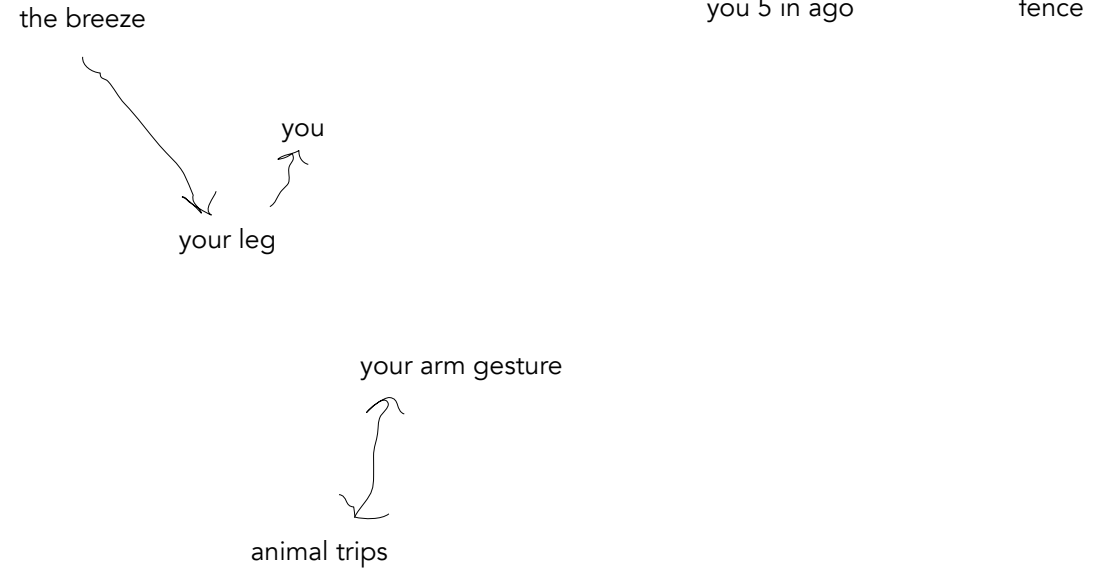 the breeze
you 5 in ago
fence
you
your leg
your arm gesture
animal trips